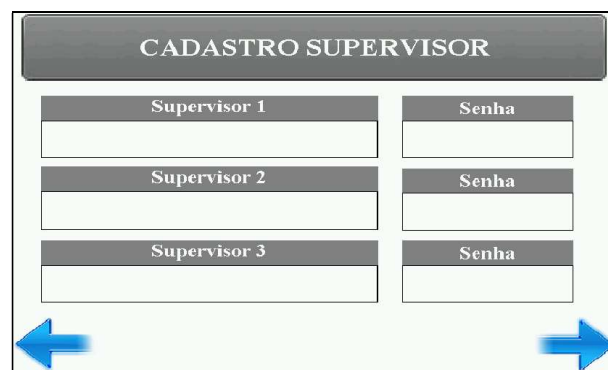 CADASTRO SUPERVISOR
Supervisor 1
Senha
Supervisor 2
Senha
Supervisor 3
Senha